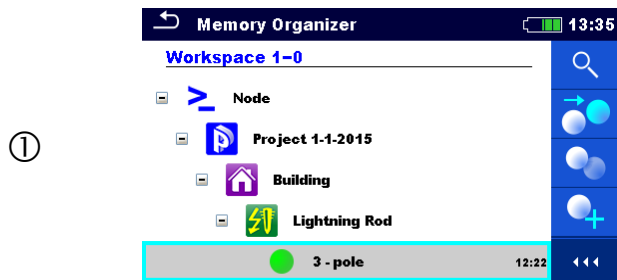 Memory Organizer 13:35
Workspace 1-0
Node
Project 1-1-2015
①
Building
Lightning Rod
3 - pole 12:22